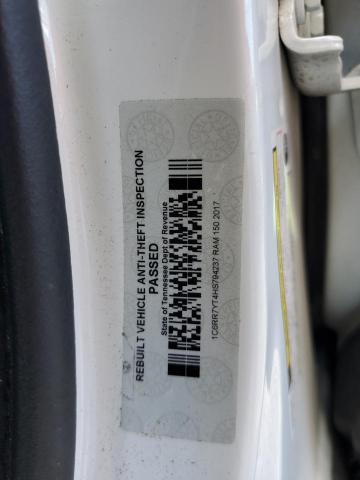 REBUILT VEHICLE ANTI-THEFT INSPECTION
PASSED
State of Tennessee Dept of Revenue
1C6RR7YT4HS794237 RAM 150 2017